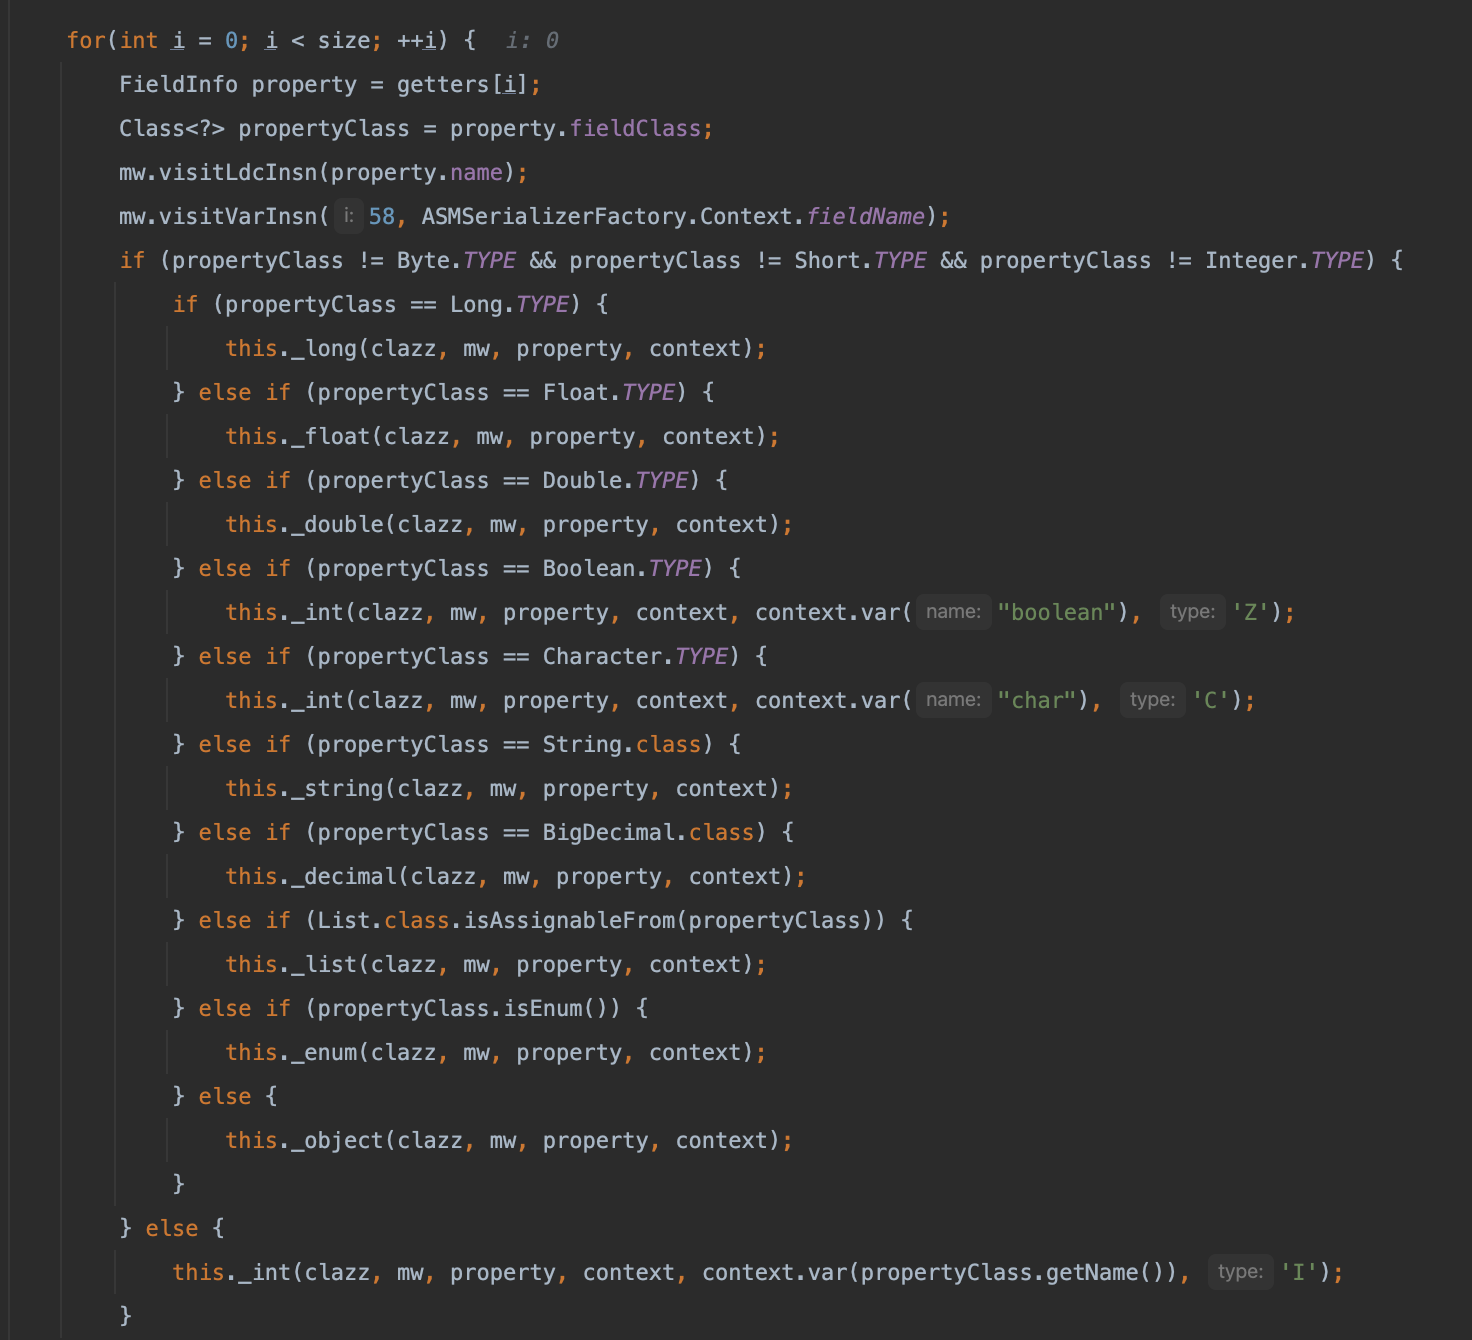 for(int i = 0; i < size; ++i) {  i: 0
    FieldInfo property = getters[i];
    Class<?> propertyClass = property.fieldClass;
    mw.visitLdcInsn(property.name);
    mw.visitVarInsn( i: 58, ASMSerializerFactory.Context.fieldName);
    if (propertyClass != Byte.TYPE && propertyClass != Short.TYPE && propertyClass != Integer.TYPE) {
        if (propertyClass == Long.TYPE) {
            this._long(clazz, mw, property, context);
        } else if (propertyClass == Float.TYPE) {
            this._float(clazz, mw, property, context);
        } else if (propertyClass == Double.TYPE) {
            this._double(clazz, mw, property, context);
        } else if (propertyClass == Boolean.TYPE) {
            this._int(clazz, mw, property, context, context.var( name: "boolean"), type: 'Z');
        } else if (propertyClass == Character.TYPE) {
            this._int(clazz, mw, property, context, context.var( name: "char"), type: 'C');
        } else if (propertyClass == String.class) {
            this._string(clazz, mw, property, context);
        } else if (propertyClass == BigDecimal.class) {
            this._decimal(clazz, mw, property, context);
        } else if (List.class.isAssignableFrom(propertyClass)) {
            this._list(clazz, mw, property, context);
        } else if (propertyClass.isEnum()) {
            this._enum(clazz, mw, property, context);
        } else {
            this._object(clazz, mw, property, context);
        }
    } else {
        this._int(clazz, mw, property, context, context.var(propertyClass.getName()), type: 'I');
    }